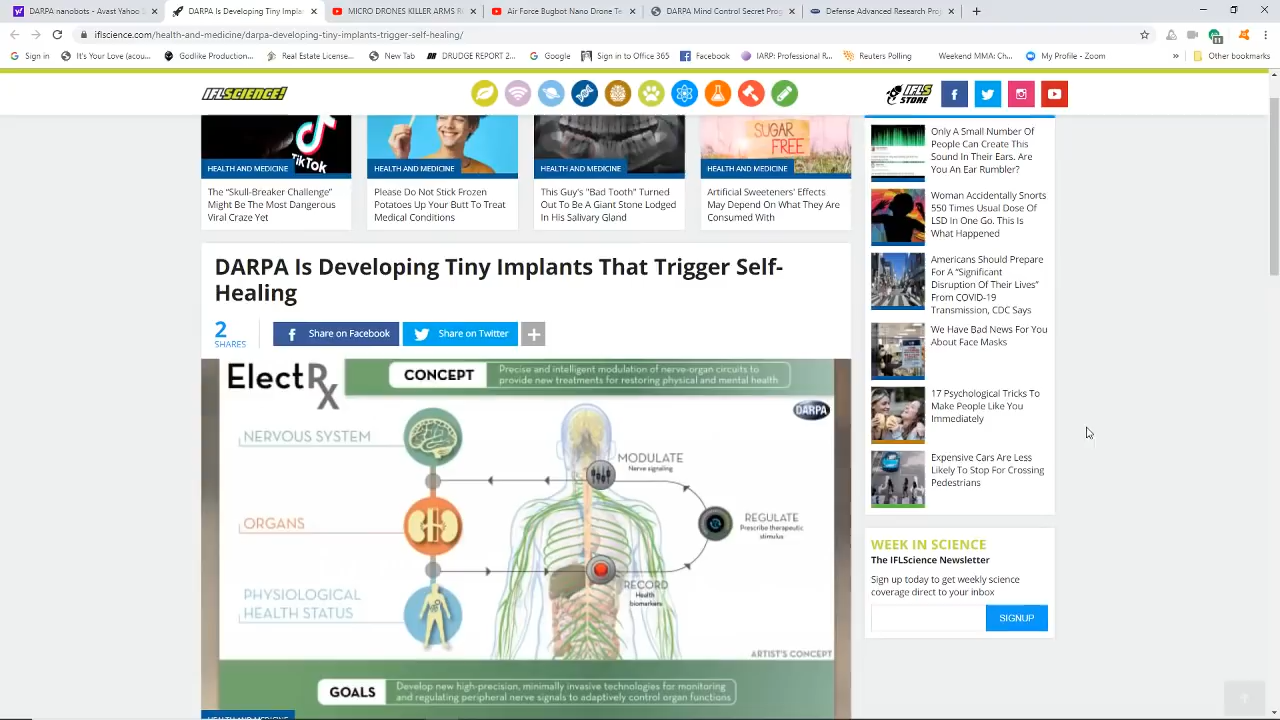 DARPA nanobots - Avast Yahoo
DARPA Is Developing Tiny Implan
MICRO DRONES KILLER ARMS R
Air Force Bugbot Nano Drone Te
DARPA Mind Control Secret Pro
Defense Advanced Research Proj
iflscience.com/health-and-medicine/darpa-developing-tiny-implants-trigger-self-healing/
Sign in
It's Your Love (acou...
Godlike Production...
Real Estate License...
New Tab
DRUDGE REPORT 2...
Google
Sign in to Office 365
Facebook
IARP: Rehabilitation...
Reuters Polling
Weekend MMA: Ch...
My Profile - Zoom
»
Other bookmarks
IFLSCIENCE!
IFLS
STORE
TikTok
HEALTH AND MEDICINE
The "Skull-Breaker Challenge"
Might Be The Most Dangerous
Viral Craze Yet
HEALTH AND MEDICINE
Please Do Not Stick Frozen
Potatoes Up Your Butt To Treat
Medical Conditions
HEALTH AND MEDICINE
This Guy's "Bad Tooth" Turned
Out To Be A Giant Stone Lodged
In His Salivary Gland
SUGAR
FREE
HEALTH AND MEDICINE
Artificial Sweeteners' Effects
May Depend On What They Are
Consumed With
DARPA Is Developing Tiny Implants That Trigger Self-
Healing
2
SHARES
Share on Facebook
Share on Twitter
ElectRx
CONCEPT
Precise and intelligent modulation of nerve-organ circuits to
provide new treatments for restoring physical and mental health
DARPA
NERVOUS SYSTEM
ORGANS
PHYSIOLOGICAL
HEALTH STATUS
MODULATE
Nerve signaling
REGULATE
Prescribe therapeutic
stimulus
RECORD
Health
biomarkers
ARTIST'S CONCEPT
GOALS
Develop new high-precision, minimally invasive technologies for monitoring
and regulating peripheral nerve signals to adaptively control organ functions
HEALTH AND MEDICINE
Only A Small Number Of
People Can Create This
Sound In Their Ears. Are
You An Ear Rumbler?
Woman Accidentally Snorts
550 Times Usual Dose Of
LSD In One Go. This Is
What Happened
Americans Should Prepare
For A "Significant
Disruption Of Their Lives"
From COVID-19
Transmission, CDC Says
We Have Bad News For You
About Face Masks
17 Psychological Tricks To
Make People Like You
Immediately
Expensive Cars Are Less
Likely To Stop For Crossing
Pedestrians
WEEK IN SCIENCE
The IFLScience Newsletter
Sign up today to get weekly science
coverage direct to your inbox
SIGNUP